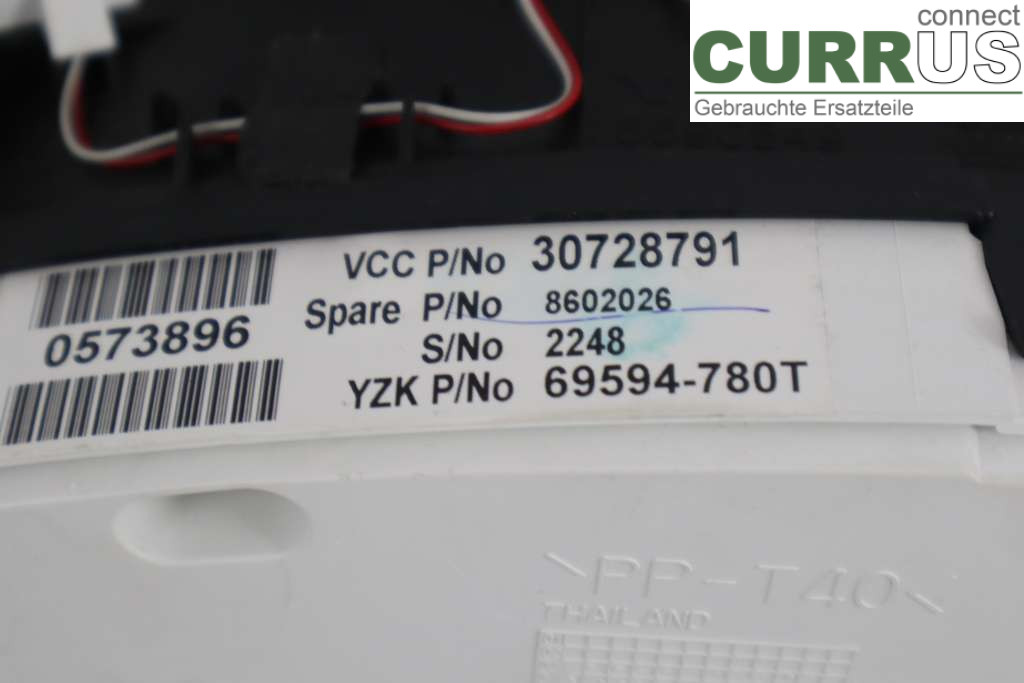 connect
CURRUS
Gebrauchte Ersatzteile
VCC P/No 30728791
Spare P/No 8602026
0573896
S/No 2248
YZK P/No 69594-780T
>PP-T40<
THAILAND